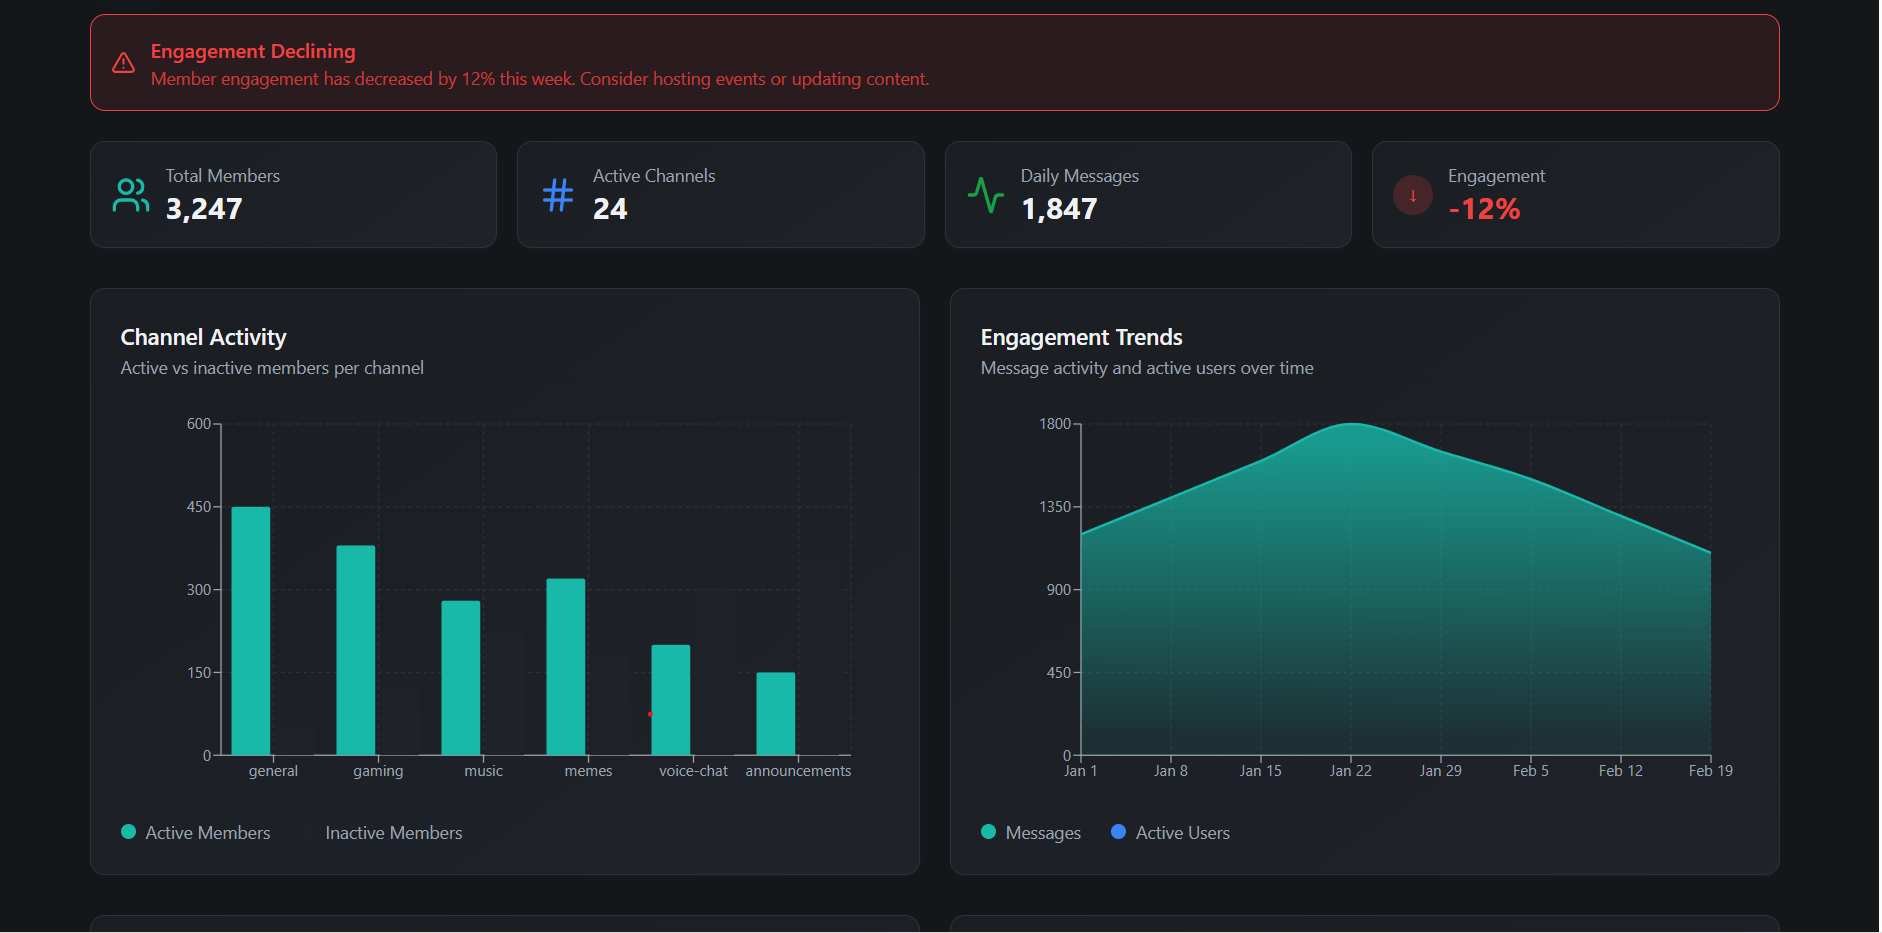 Engagement Declining
Member engagement has decreased by 12% this week. Consider hosting events or updating content.
Total Members
3,247
Active Channels
24
Daily Messages
1,847
↓
Engagement
-12%
Channel Activity
Active vs inactive members per channel
600
450
300
150
0
general gaming music memes voice-chat announcements
Active Members Inactive Members
Engagement Trends
Message activity and active users over time
1800
1350
900
450
0
Jan 1 Jan 8 Jan 15 Jan 22 Jan 29 Feb 5 Feb 12 Feb 19
Messages Active Users